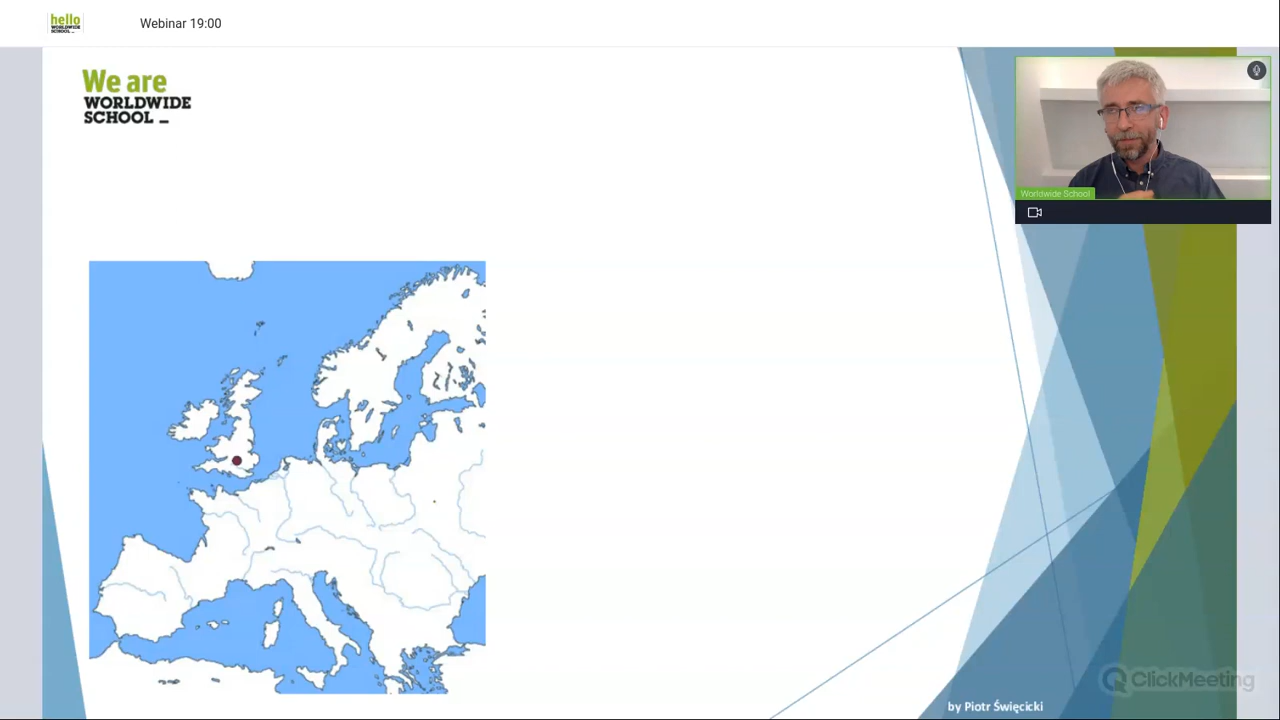 hello
WORLDWIDE
SCHOOL _
Webinar 19:00
We are
WORLDWIDE
SCHOOL _
Worldwide School
ClickMeeting
by Piotr Święcicki